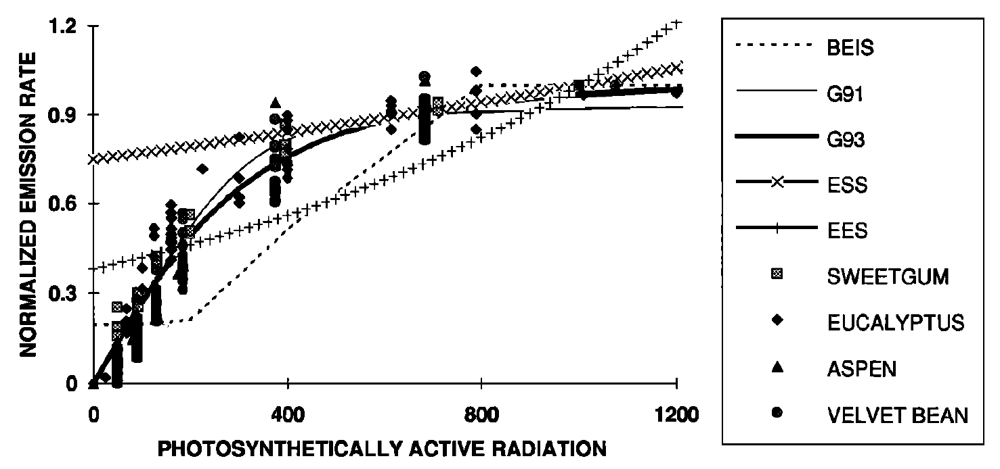 1.2
0.9
0.6
0.3
0
NORMALIZED EMISSION RATE
0 400 800 1200
PHOTOSYNTHETICALLY ACTIVE RADIATION
BEIS
G91
G93
ESS
EES
SWEETGUM
EUCALYPTUS
ASPEN
VELVET BEAN